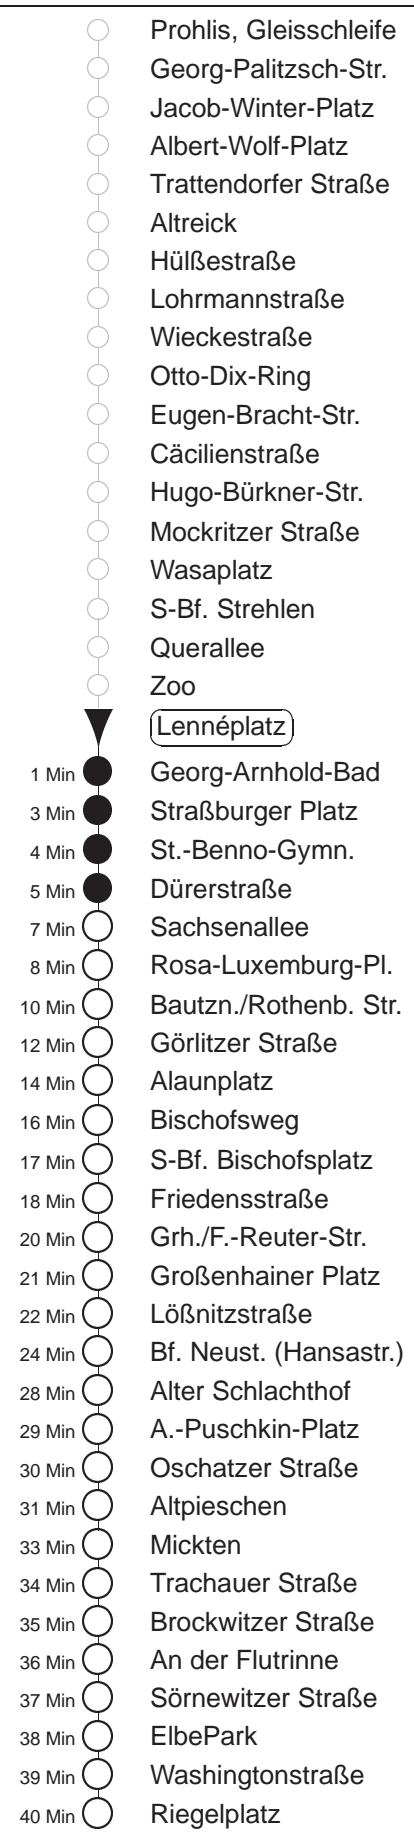 Prohlis, Gleisschleife
Georg-Palitzsch-Str.
Jacob-Winter-Platz
Albert-Wolf-Platz
Trattendorfer Straße
Altreick
Hülßestraße
Lohrmannstraße
Wieckestraße
Otto-Dix-Ring
Eugen-Bracht-Str.
Cäcilienstraße
Hugo-Bürkner-Str.
Mockritzer Straße
Wasaplatz
S-Bf. Strehlen
Querallee
Zoo
Lennéplatz
1 Min Georg-Arnhold-Bad
3 Min Straßburger Platz
4 Min St.-Benno-Gymn.
5 Min Dürerstraße
7 Min Sachsenallee
8 Min Rosa-Luxemburg-Pl.
10 Min Bautzn./Rothenb. Str.
12 Min Görlitzer Straße
14 Min Alaunplatz
16 Min Bischofsweg
17 Min S-Bf. Bischofsplatz
18 Min Friedensstraße
20 Min Grh./F.-Reuter-Str.
21 Min Großenhainer Platz
22 Min Lößnitzstraße
24 Min Bf. Neust. (Hansastr.)
28 Min Alter Schlachthof
29 Min A.-Puschkin-Platz
30 Min Oschatzer Straße
31 Min Altpieschen
33 Min Mickten
34 Min Trachauer Straße
35 Min Brockwitzer Straße
36 Min An der Flutrinne
37 Min Sörnewitzer Straße
38 Min ElbePark
39 Min Washingtonstraße
40 Min Riegelplatz